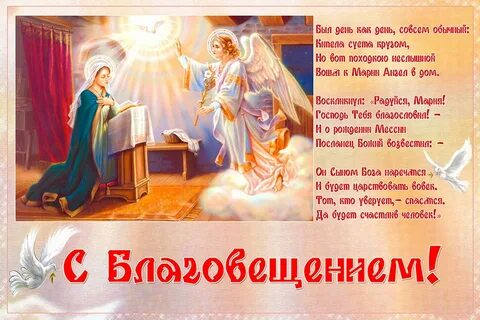 Был день как день, совсем обычный:
Кипела суета кругом,
Но вот походкою неслышной
Вошел к Марии Ангел в дом.
Воскликнул: «Радуйся, Мария!
Господь Тебя благословил! –
И о рождении Мессии
Посланец Божий возвестил: –
Он Сыном Бога наречётся
И будет царствовать вовек.
Тот, кто уверует, – спасётся,
Да будет счастлив человек!»
С Благовещением!